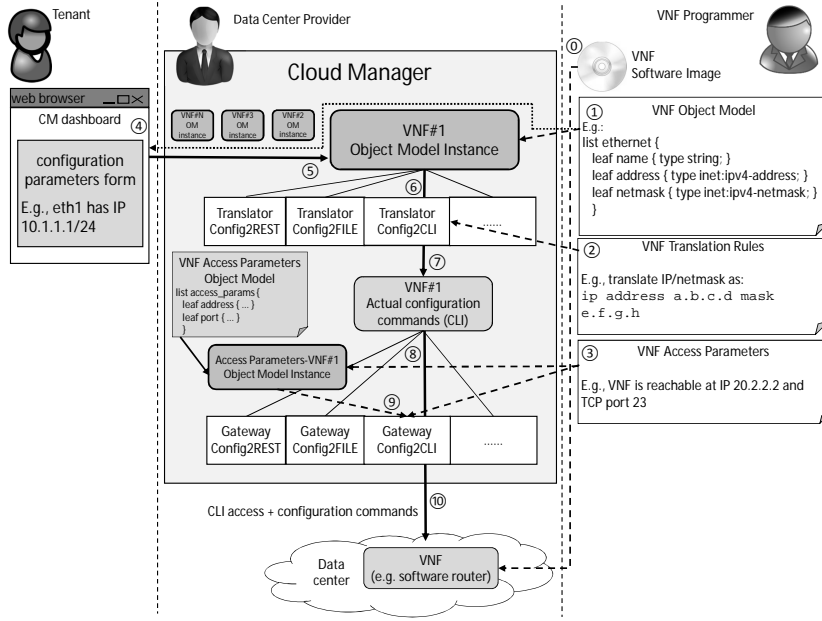 Tenant
Data Center Provider
VNF Programmer
⓪
VNF
Software Image
Cloud Manager
web browser
CM dashboard
④
configuration
parameters form
E.g., eth1 has IP
10.1.1.1/24
VNF#N
OM
instance
VNF#3
OM
instance
VNF#2
OM
instance
VNF#1
Object Model Instance
⑤
⑥
① VNF Object Model
E.g.:
list ethernet {
leaf name { type string; }
leaf address { type inet:ipv4-address; }
leaf netmask { type inet:ipv4-netmask; }
}
Translator
Config2REST
Translator
Config2FILE
Translator
Config2CLI
......
② VNF Translation Rules
E.g., translate IP/netmask as:
ip address a.b.c.d mask
e.f.g.h
⑦
VNF Access Parameters
Object Model
list access_params {
leaf address { ... }
leaf port { ... }
}
VNF#1
Actual configuration
commands (CLI)
⑧
③ VNF Access Parameters
E.g., VNF is reachable at IP 20.2.2.2 and
TCP port 23
Access Parameters-VNF#1
Object Model Instance
⑨
Gateway
Config2REST
Gateway
Config2FILE
Gateway
Config2CLI
......
⑩
CLI access + configuration commands
Data
center
VNF
(e.g. software router)